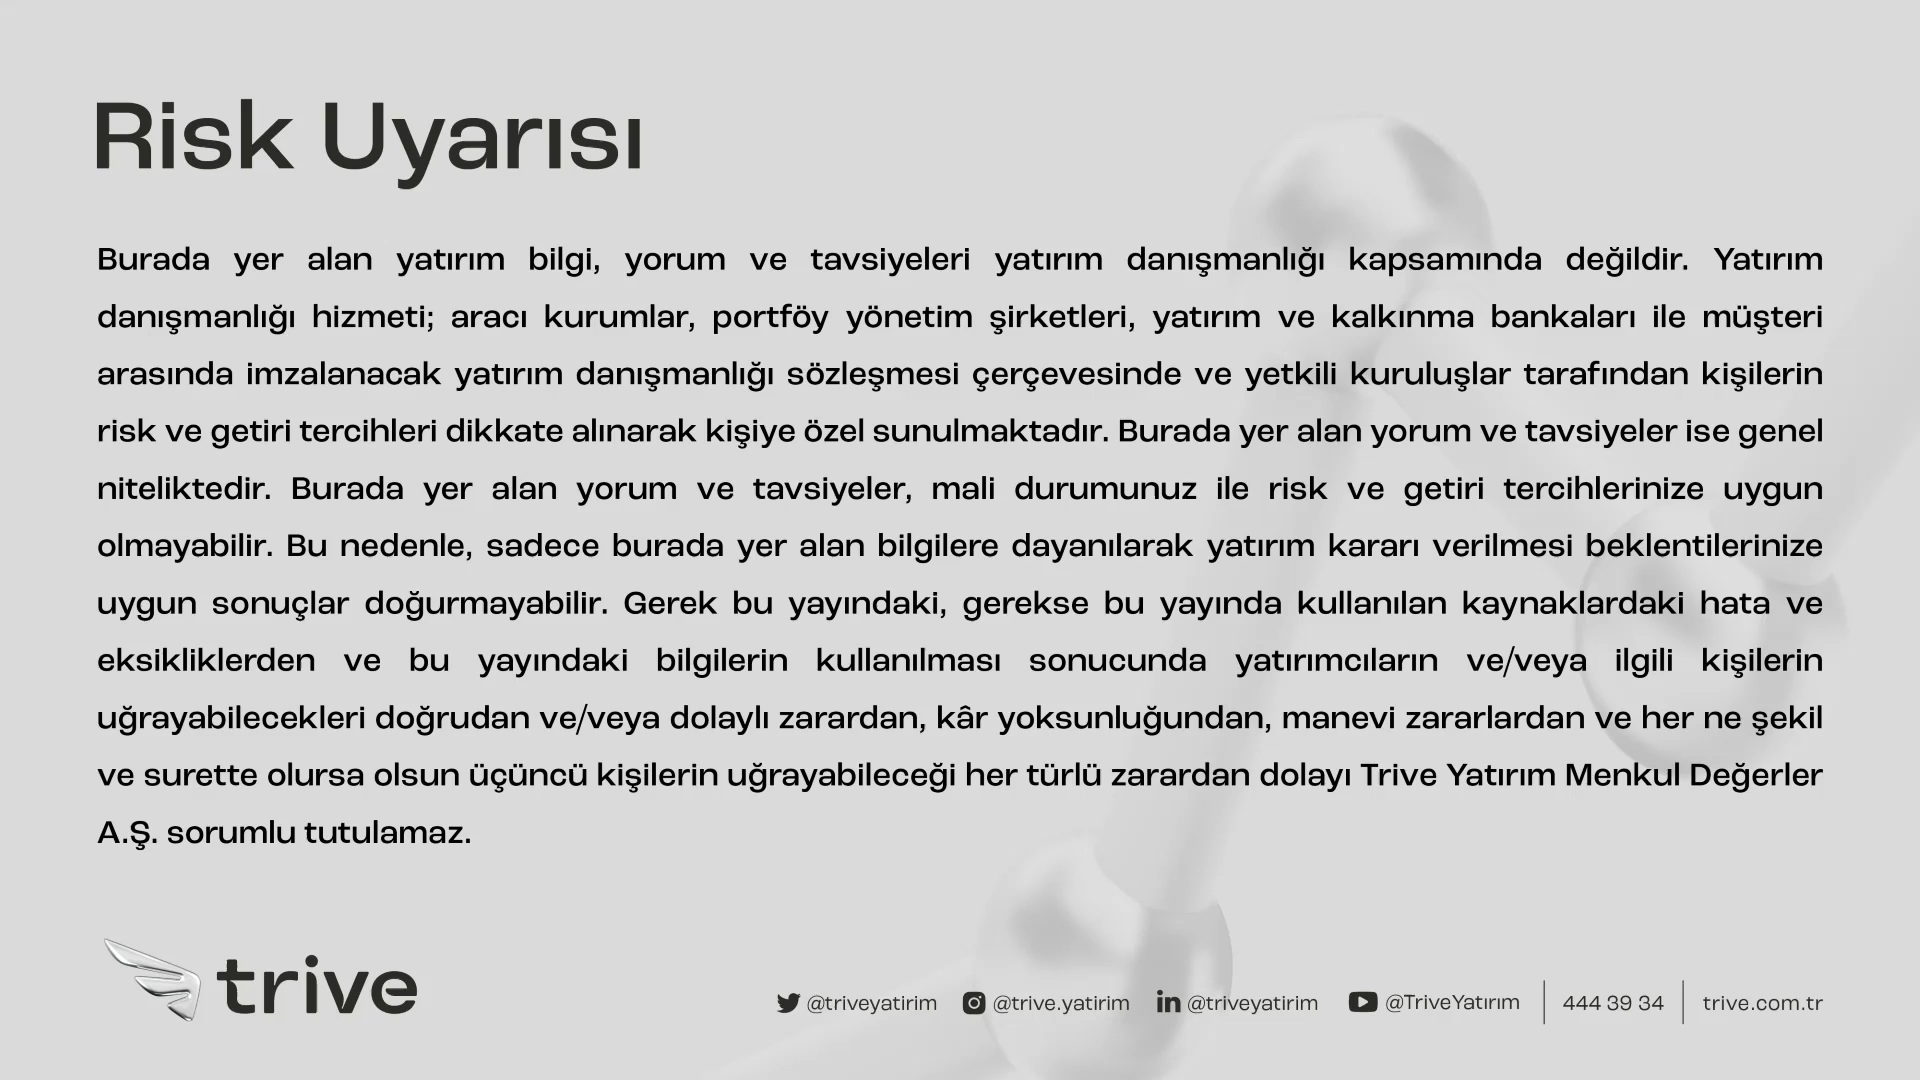 Risk Uyarısı
Burada yer alan yatırım bilgi, yorum ve tavsiyeleri yatırım danışmanlığı kapsamında değildir. Yatırım
danışmanlığı hizmeti; aracı kurumlar, portföy yönetim şirketleri, yatırım ve kalkınma bankaları ile müşteri
arasında imzalanacak yatırım danışmanlığı sözleşmesi çerçevesinde ve yetkili kuruluşlar tarafından kişilerin
risk ve getiri tercihleri dikkate alınarak kişiye özel sunulmaktadır. Burada yer alan yorum ve tavsiyeler ise genel
niteliktedir. Burada yer alan yorum ve tavsiyeler, mali durumunuz ile risk ve getiri tercihlerinize uygun
olmayabilir. Bu nedenle, sadece burada yer alan bilgilere dayanılarak yatırım kararı verilmesi beklentilerinize
uygun sonuçlar doğurmayabilir. Gerek bu yayındaki, gerekse bu yayında kullanılan kaynaklardaki hata ve
eksikliklerden ve bu yayındaki bilgilerin kullanılması sonucunda yatırımcıların ve/veya ilgili kişilerin
uğrayabilecekleri doğrudan ve/veya dolaylı zarardan, kâr yoksunluğundan, manevi zararlardan ve her ne şekil
ve surette olursa olsun üçüncü kişilerin uğrayabileceği her türlü zarardan dolayı Trive Yatırım Menkul Değerler
A.Ş. sorumlu tutulamaz.
trive
@triveyatirim @trive.yatirim @triveyatirim @TriveYatırım 444 39 34 trive.com.tr